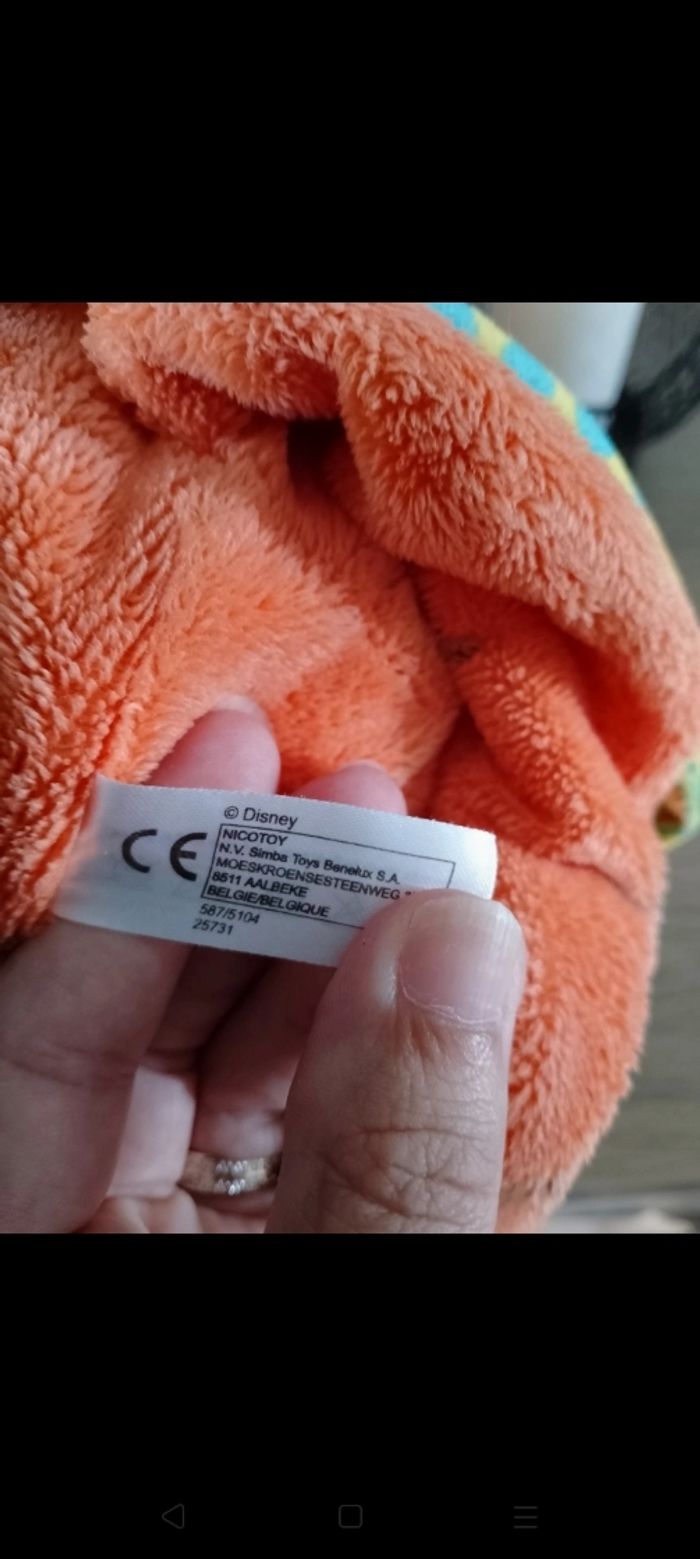 © Disney
CE
NICOTOY
N.V. Simba Toys Benelux S.A.
MOESKROENSESTEENWEG
8511 AALBEKE
BELGIE/BELGIQUE
587/5104
25731